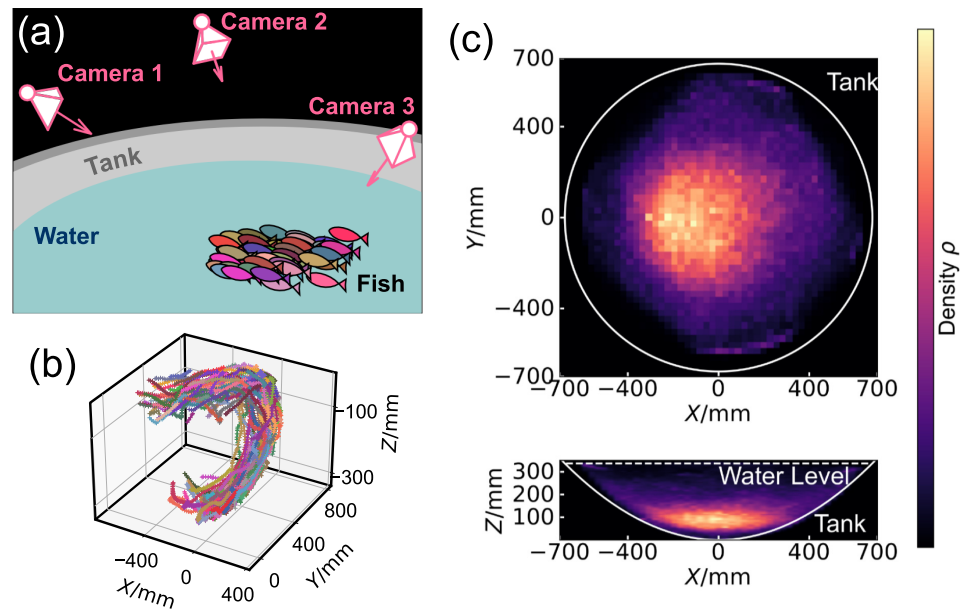 (a)
Camera 2
Camera 1
Camera 3
Tank
Water
Fish
(b)
−100
−300
Z/mm
800
400
0
Y/mm
−400
0
400
X/mm
(c)
700
400
0
−400
−700
Y/mm
Tank
−700 −400 0 400 700
X/mm
300
200
100
Z/mm
Water Level
Tank
−700 −400 0 400 700
X/mm
Density ρ